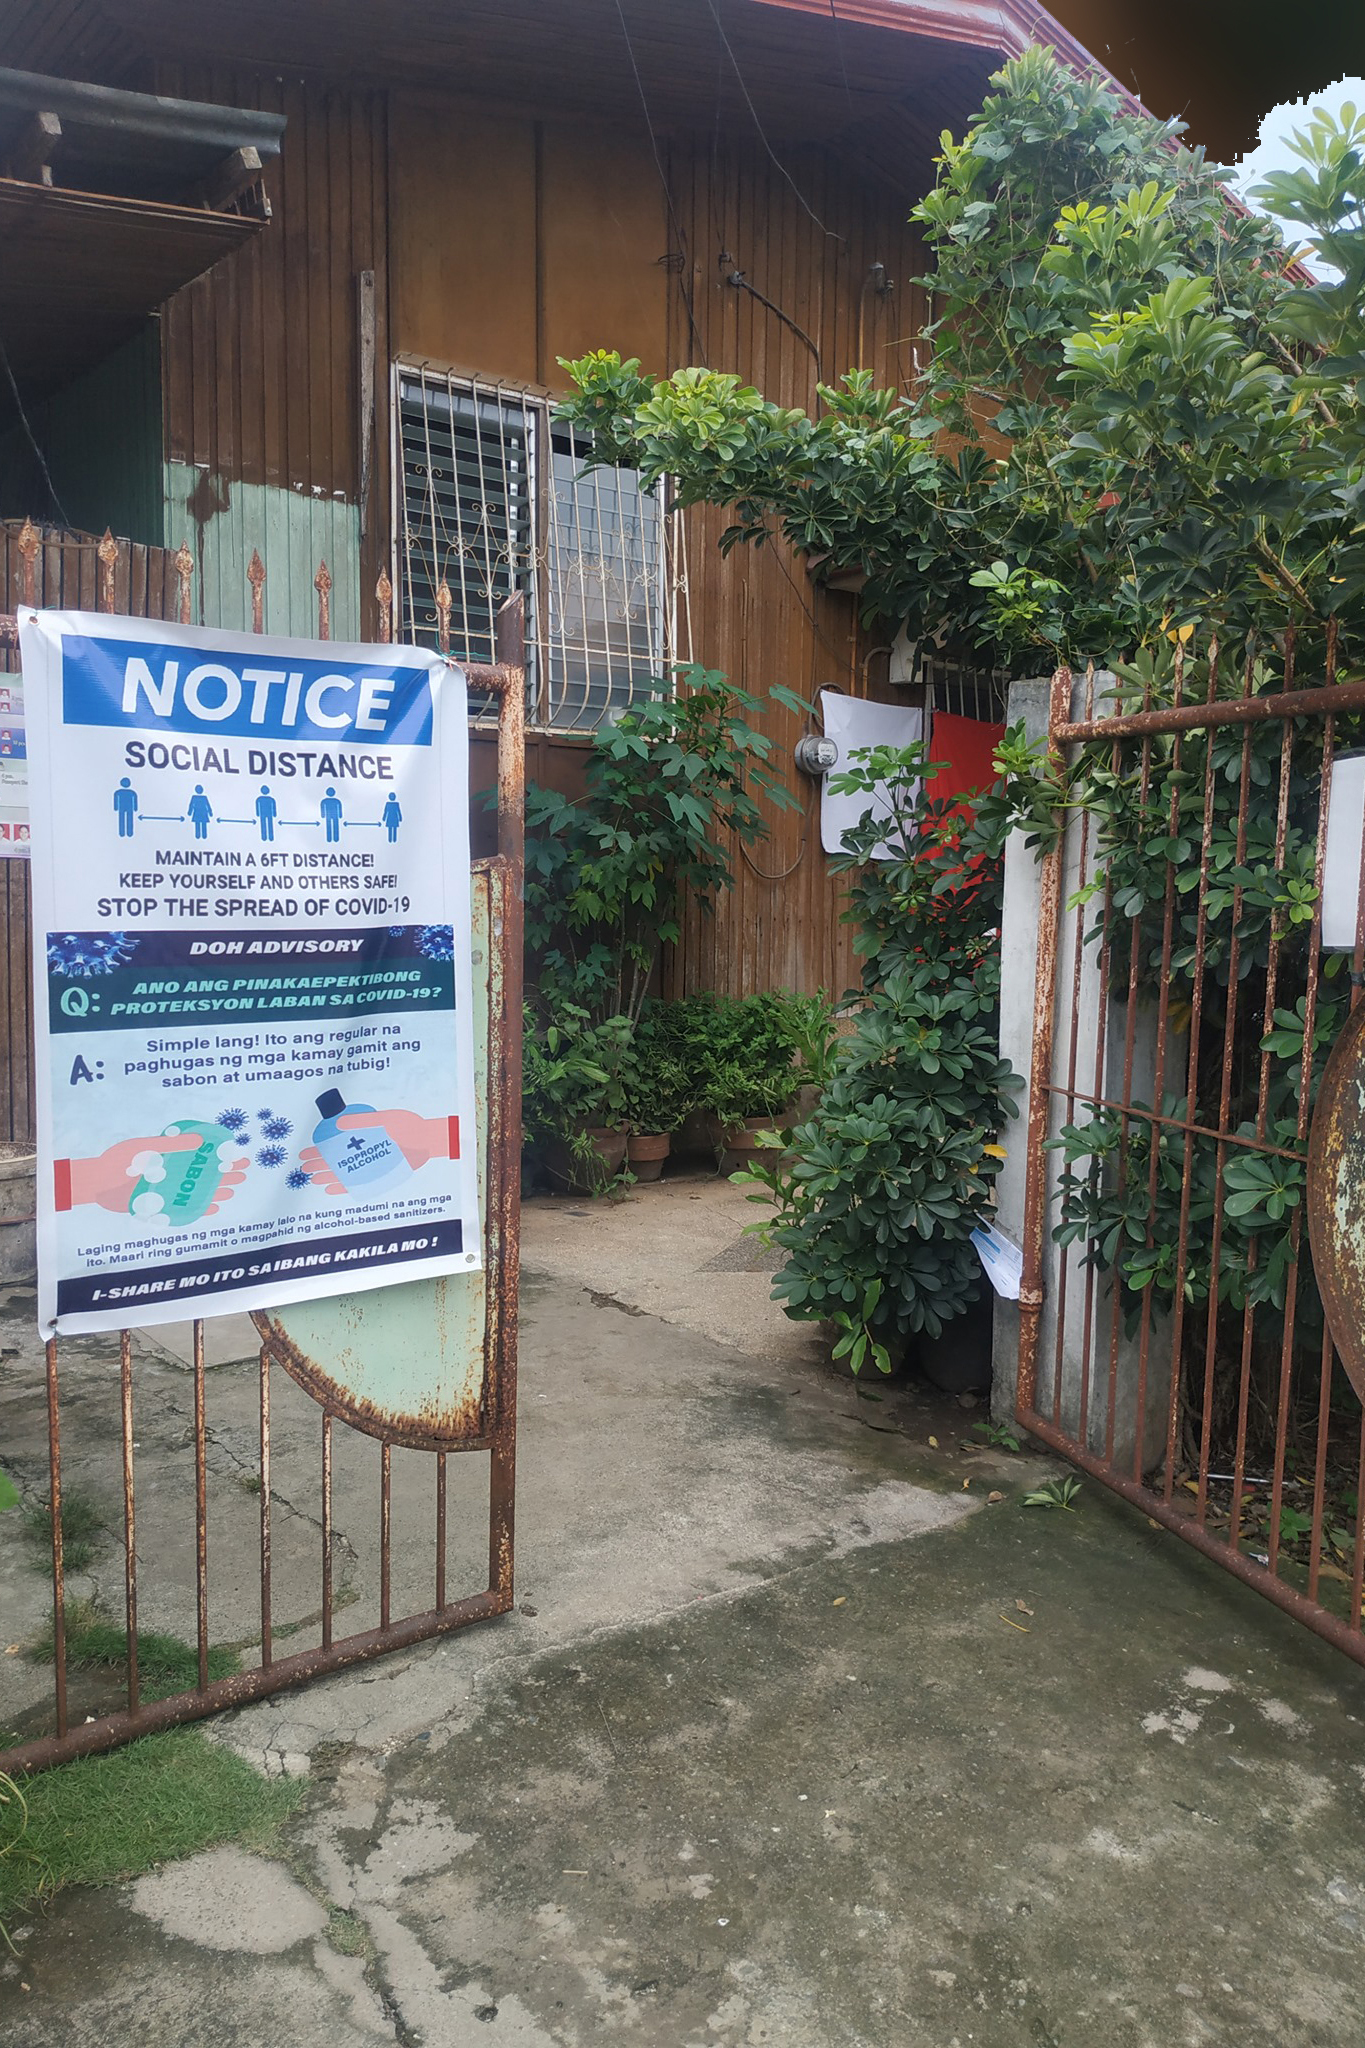 NOTICE
SOCIAL DISTANCE
MAINTAIN A 6FT DISTANCE!
KEEP YOURSELF AND OTHERS SAFE!
STOP THE SPREAD OF COVID-19
DOH ADVISORY
Q: ANO ANG PINAKAEPEKTIBONG
PROTEKSYON LABAN SA COVID-19?
A: Simple lang! Ito ang regular na
paghugas ng mga kamay gamit ang
sabon at umaagos na tubig!
SABON
ISOPROPYL
ALCOHOL
Laging maghugas ng mga kamay lalo na kung madumi na ang mga
ito. Maari ring gumamit o magpahid ng alcohol-based sanitizers.
I-SHARE MO ITO SA IBANG KAKILA MO !